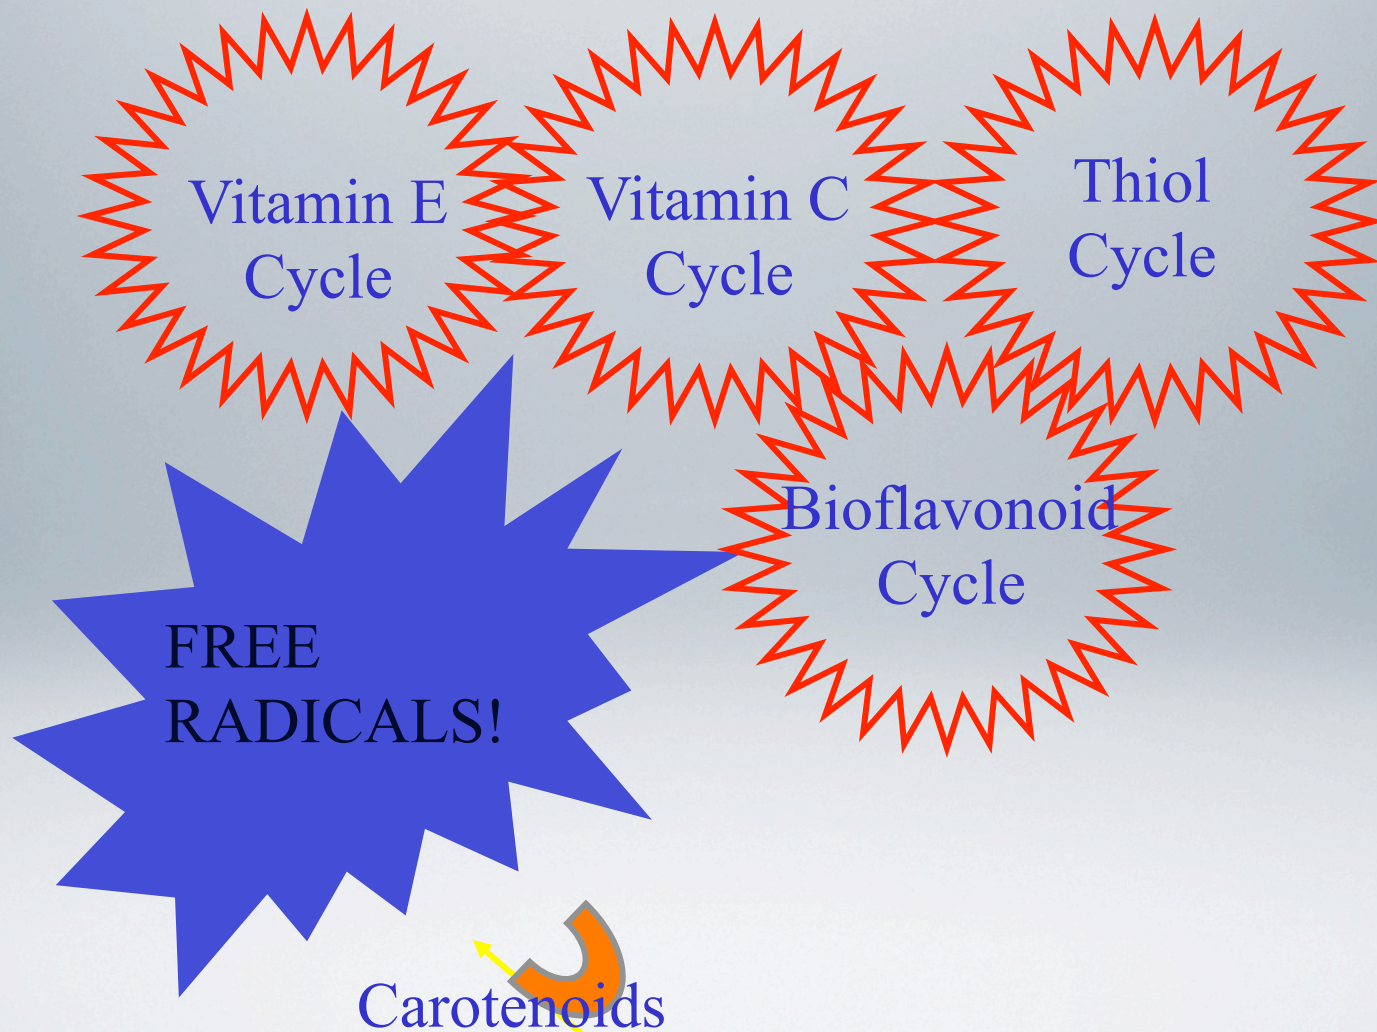 Vitamin E
Cycle
Vitamin C
Cycle
Thiol
Cycle
Bioflavonoid
Cycle
FREE
RADICALS!
Carotenoids